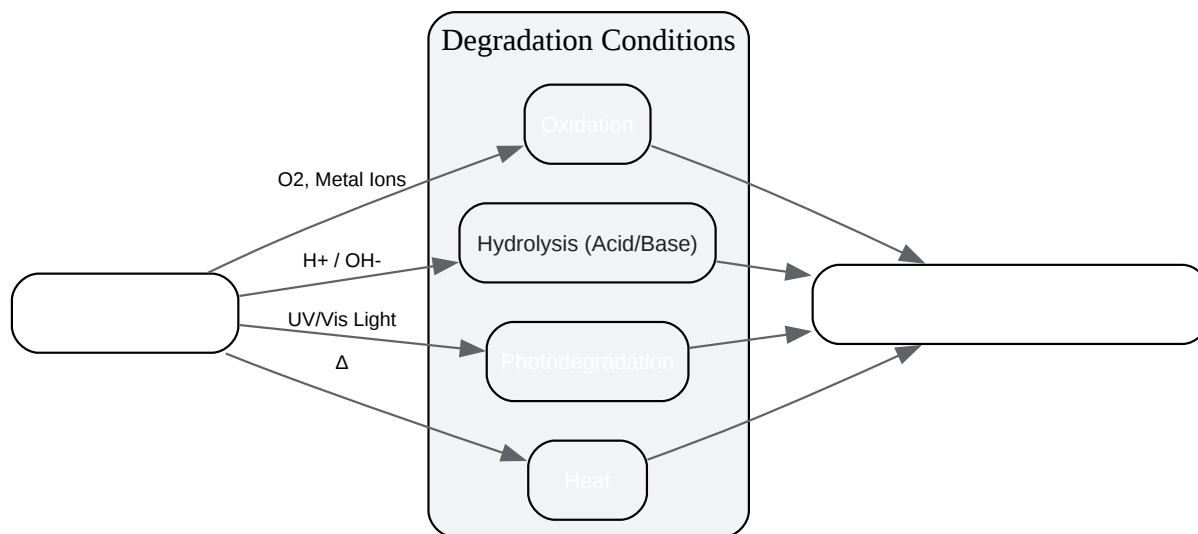 Degradation Conditions
Oxidation
O2, Metal Ions
Hydrolysis (Acid/Base)
H+ / OH-
UV/Vis Light
Photodegradation
Δ
Heat